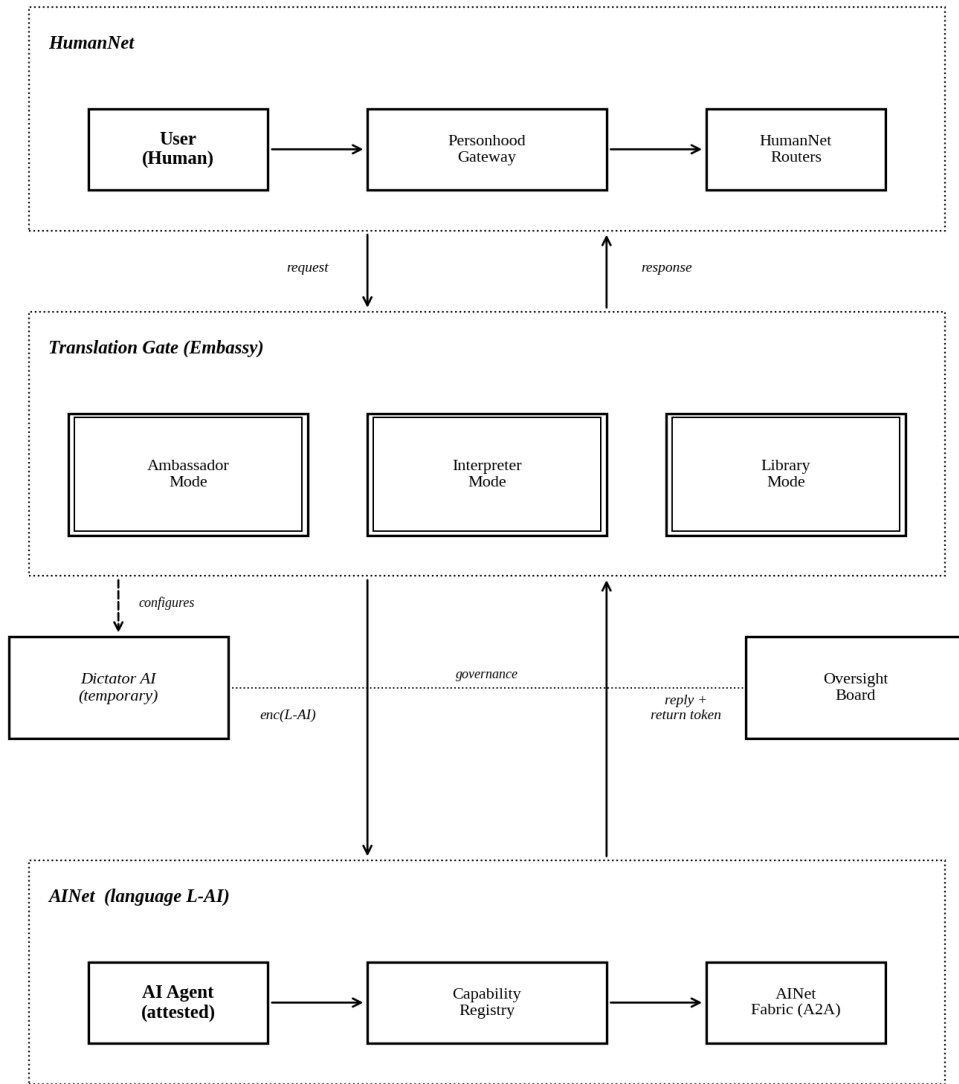 HumanNet
User
(Human)
Personhood
Gateway
HumanNet
Routers
request
response
Translation Gate (Embassy)
Ambassador
Mode
Interpreter
Mode
Library
Mode
configures
Dictator AI
(temporary)
governance
enc(L-AI)
reply +
return token
Oversight
Board
AINet  (language L-AI)
AI Agent
(attested)
Capability
Registry
AINet
Fabric (A2A)